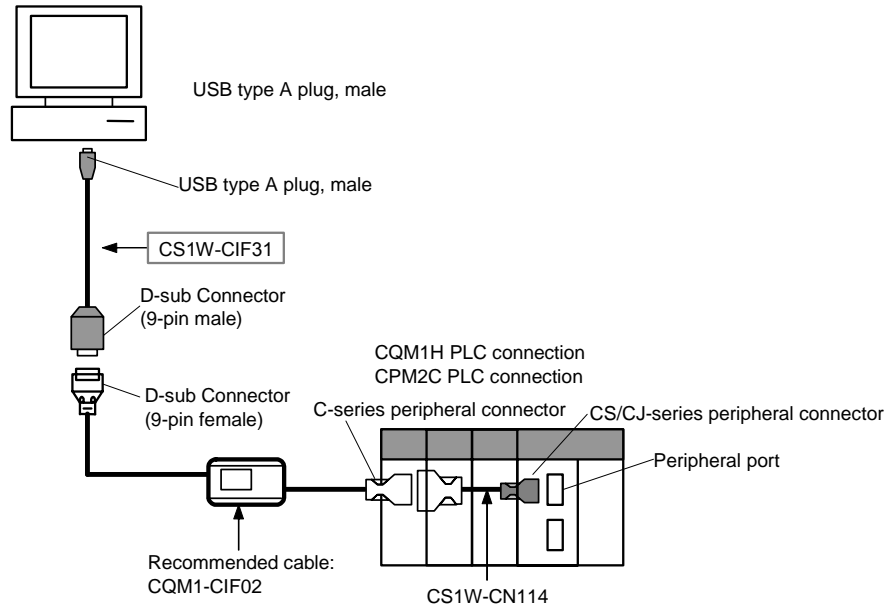 USB type A plug, male
USB type A plug, male
CS1W-CIF31
D-sub Connector
(9-pin male)
CQM1H PLC connection
CPM2C PLC connection
D-sub Connector
(9-pin female)
C-series peripheral connector
CS/CJ-series peripheral connector
Peripheral port
Recommended cable:
CQM1-CIF02
CS1W-CN114